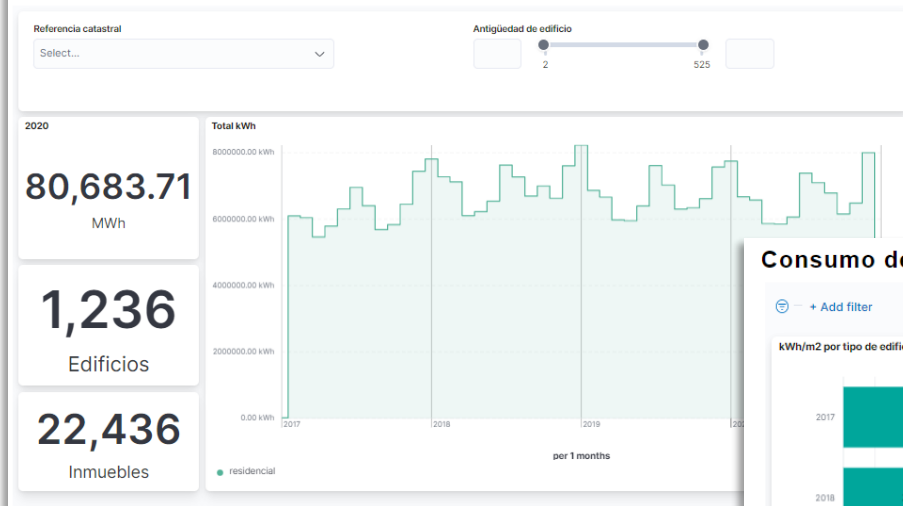 Referencia catastral
Select...
Antigüedad de edificio
2
525
2020
80,683.71
MWh
1,236
Edificios
22,436
Inmuebles
Total kWh
8000000.00 kWh
6000000.00 kWh
4000000.00 kWh
2000000.00 kWh
0.00 kWh
2017
2018
2019
per 1 months
residencial
Consumo
+ Add filter
kWh/m2 por tipo de
2017
2018